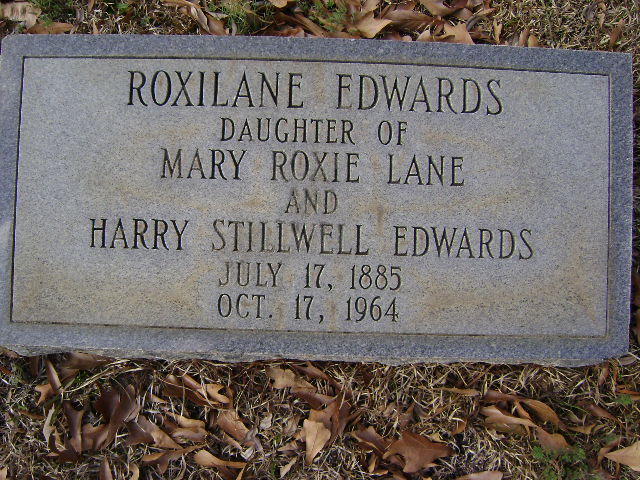 ROXILANE EDWARDS
DAUGHTER OF
MARY ROXIE LANE
AND
HARRY STILLWELL EDWARDS
JULY 17, 1885
OCT. 17, 1964